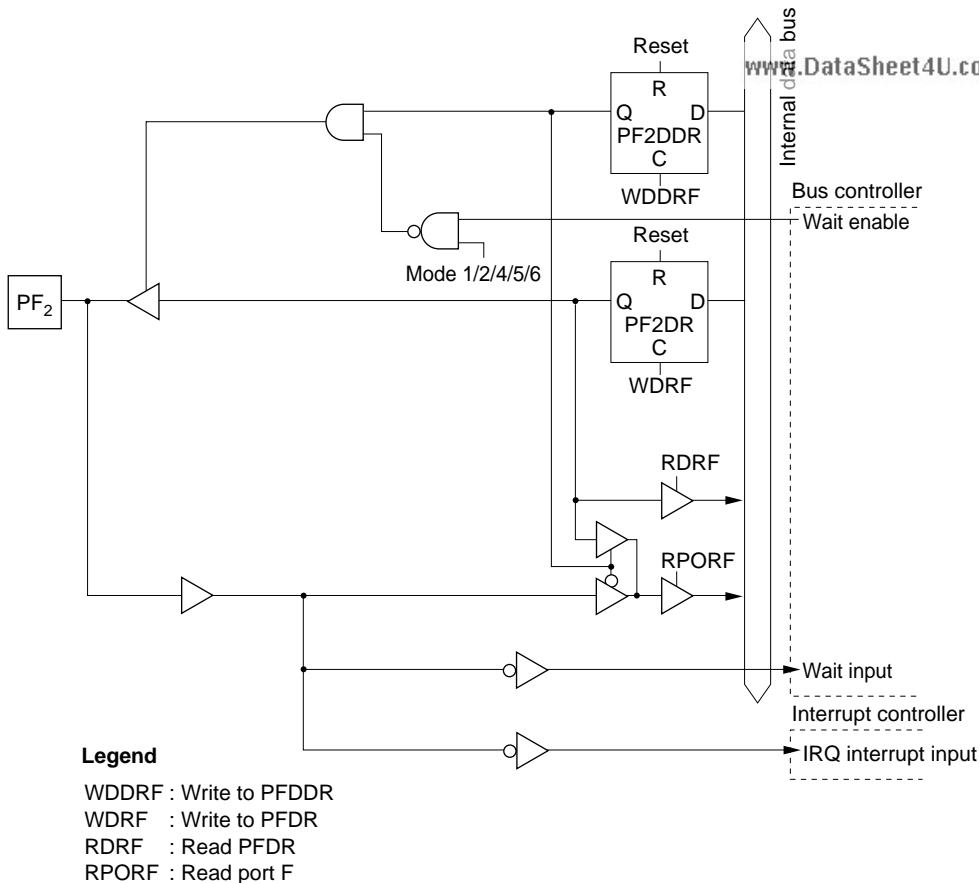 Reset
www.DataSheet4U.co
Internal data bus
R
Q D
PF2DDR
C
WDDRF
Bus controller
Wait enable
Reset
Mode 1/2/4/5/6
R
PF2
Q D
PF2DR
C
WDRF
RDRF
RPORF
Wait input
Interrupt controller
IRQ interrupt input
Legend
WDDRF : Write to PFDDR
WDRF : Write to PFDR
RDRF : Read PFDR
RPORF : Read port F